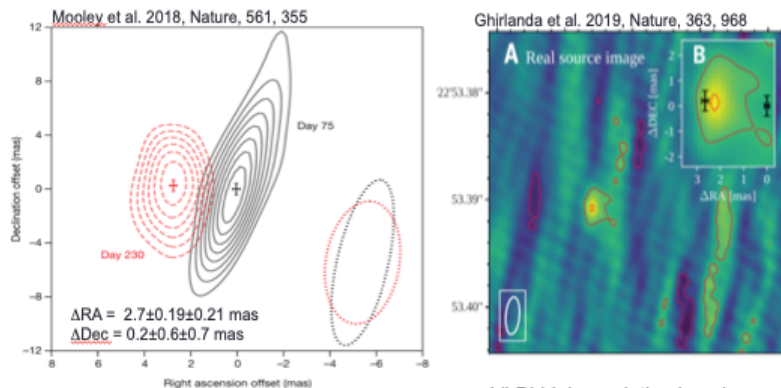 Mooley et al. 2018, Nature, 561, 355
12
8
4
0
−4
−8
−12
Declination offset (mas)
Day 75
Day 230
ΔRA = 2.7±0.19±0.21 mas
ΔDec = 0.2±0.6±0.7 mas
8 6 4 2 0 −2 −4 −6 −8
Right ascension offset (mas)
Ghirlanda et al. 2019, Nature, 363, 968
A Real source image
B
22°53.38"
53.39"
53.40"
ΔDEC [mas]
2
1
0
-1
-2
3 2 1 0
ΔRA [mas]